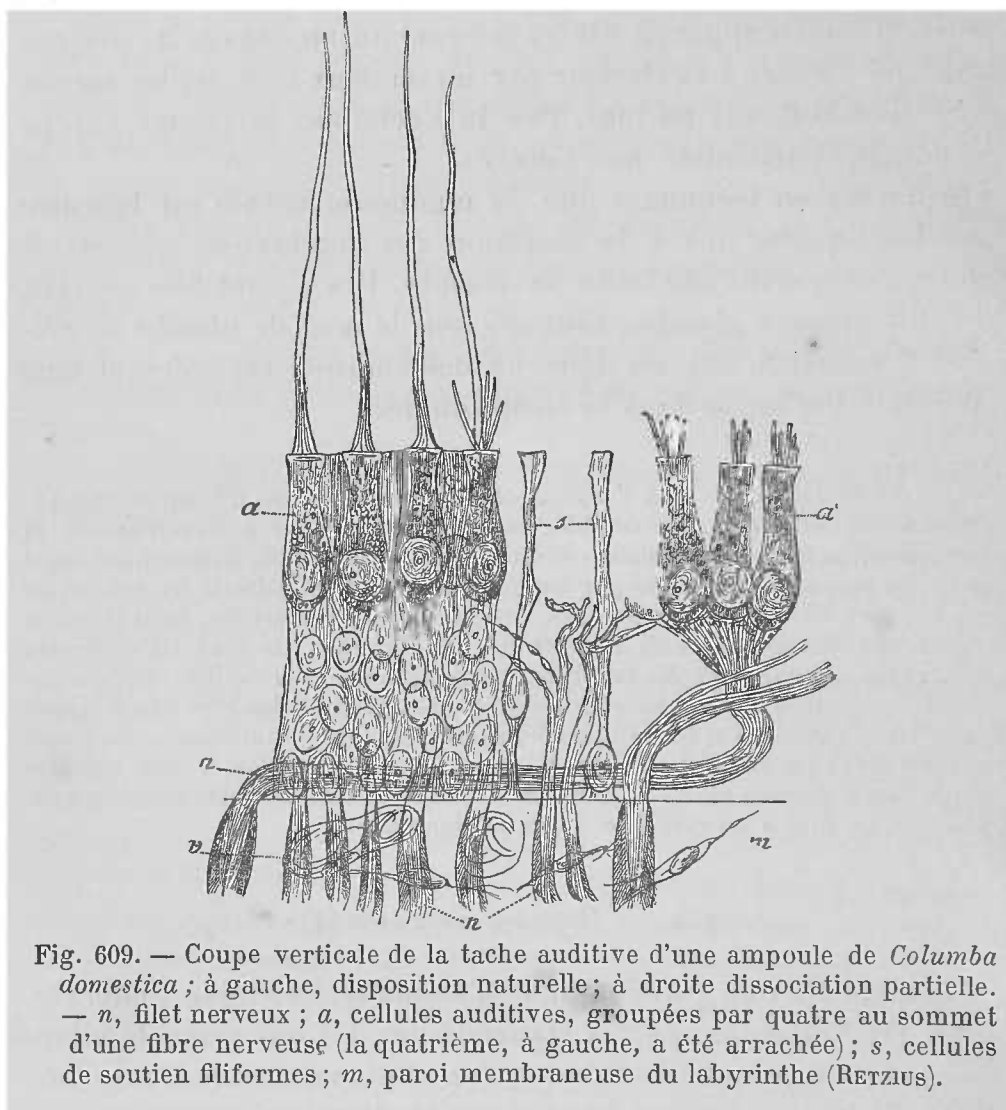 a
s
a'
n
v
m
n
Fig. 609. — Coupe verticale de la tache auditive d'une ampoule de Columba
domestica ; à gauche, disposition naturelle ; à droite dissociation partielle.
— n, filet nerveux ; a, cellules auditives, groupées par quatre au sommet
d'une fibre nerveuse (la quatrième, à gauche, a été arrachée) ; s, cellules
de soutien filiformes ; m, paroi membraneuse du labyrinthe (RETZIUS).